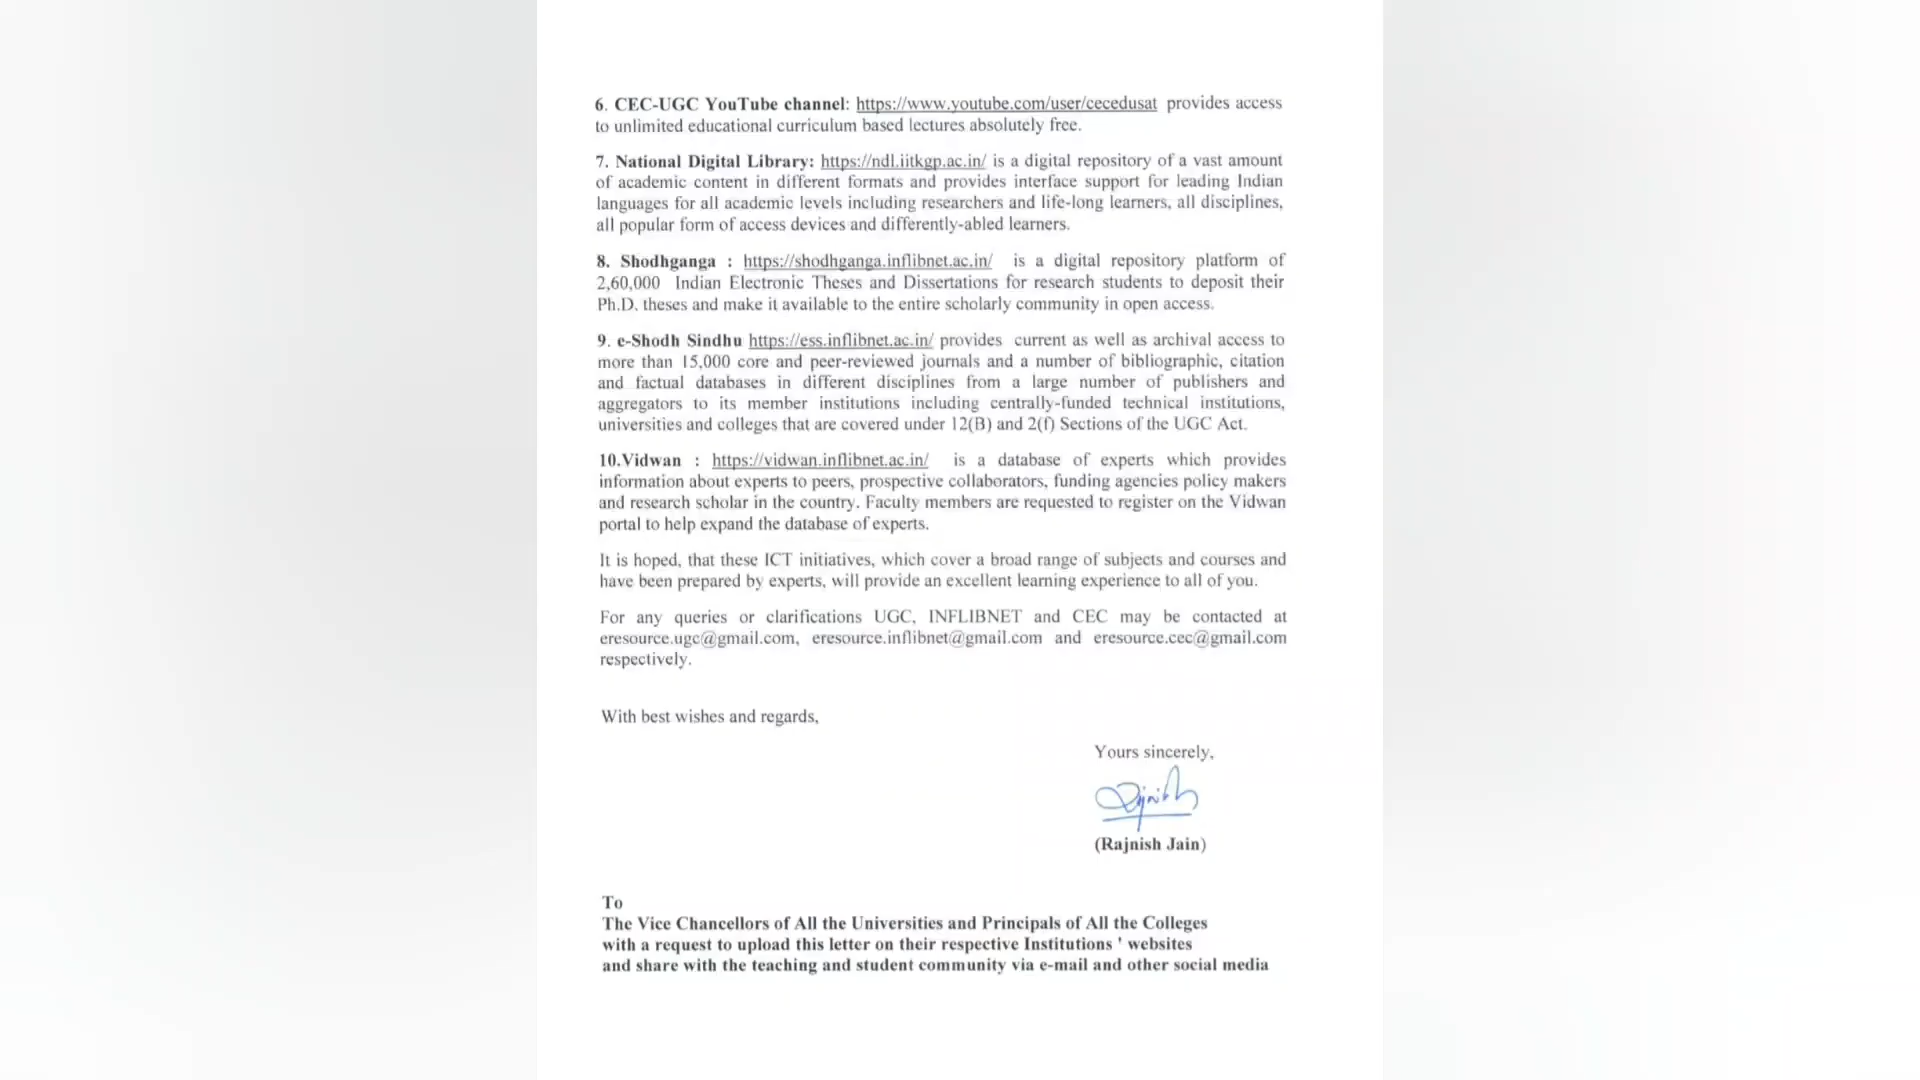 6. CEC-UGC YouTube channel: https://www.youtube.com/user/cecedusat provides access
to unlimited educational curriculum based lectures absolutely free.
7. National Digital Library: https://ndl.iitkgp.ac.in/ is a digital repository of a vast amount
of academic content in different formats and provides interface support for leading Indian
languages for all academic levels including researchers and life-long learners, all disciplines,
all popular form of access devices and differently-abled learners.
8. Shodhganga : https://shodhganga.inflibnet.ac.in/ is a digital repository platform of
2,60,000 Indian Electronic Theses and Dissertations for research students to deposit their
Ph.D. theses and make it available to the entire scholarly community in open access.
9. e-Shodh Sindhu https://ess.inflibnet.ac.in/ provides current as well as archival access to
more than 15,000 core and peer-reviewed journals and a number of bibliographic, citation
and factual databases in different disciplines from a large number of publishers and
aggregators to its member institutions including centrally-funded technical institutions,
universities and colleges that are covered under 12(B) and 2(f) Sections of the UGC Act.
10.Vidwan : https://vidwan.inflibnet.ac.in/ is a database of experts which provides
information about experts to peers, prospective collaborators, funding agencies policy makers
and research scholar in the country. Faculty members are requested to register on the Vidwan
portal to help expand the database of experts.
It is hoped, that these ICT initiatives, which cover a broad range of subjects and courses and
have been prepared by experts, will provide an excellent learning experience to all of you.
For any queries or clarifications UGC, INFLIBNET and CEC may be contacted at
eresource.ugc@gmail.com, eresource.inflibnet@gmail.com and eresource.cec@gmail.com
respectively.
With best wishes and regards,
Yours sincerely,
(Rajnish Jain)
To
The Vice Chancellors of All the Universities and Principals of All the Colleges
with a request to upload this letter on their respective Institutions ' websites
and share with the teaching and student community via e-mail and other social media